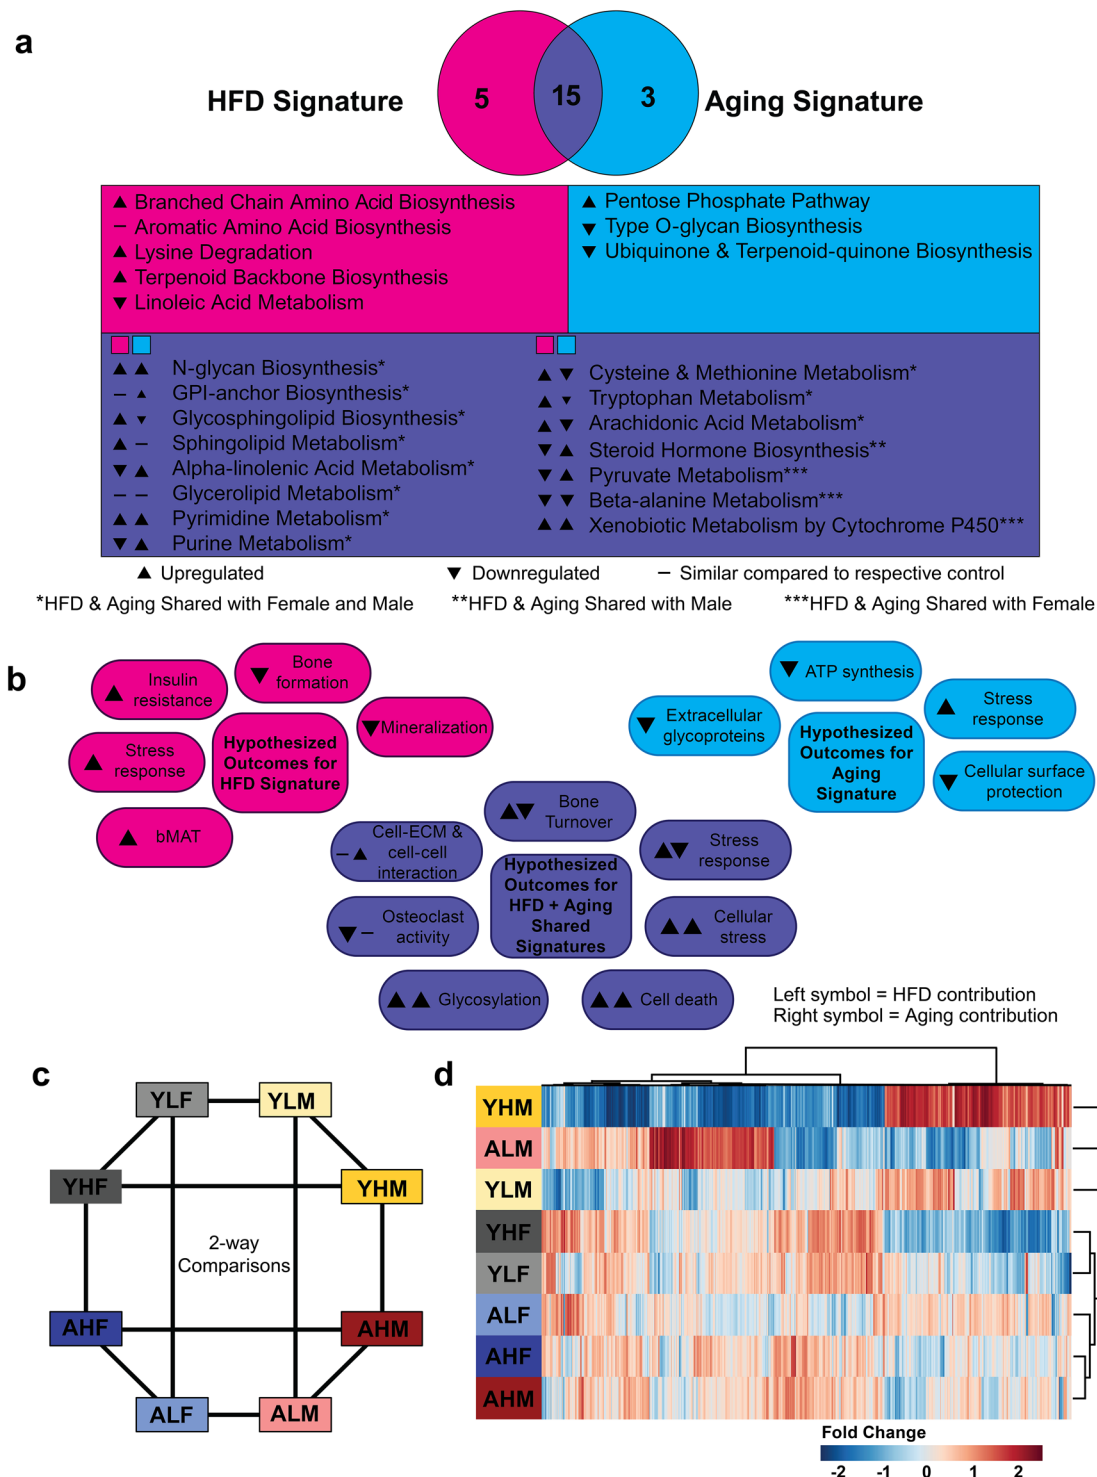 a
HFD Signature
5
15
3
Aging Signature
▲ Branched Chain Amino Acid Biosynthesis
– Aromatic Amino Acid Biosynthesis
▲ Lysine Degradation
▲ Terpenoid Backbone Biosynthesis
▼ Linoleic Acid Metabolism
▲ Pentose Phosphate Pathway
▼ Type O-glycan Biosynthesis
▼ Ubiquinone & Terpenoid-quinone Biosynthesis
▲ ▲ N-glycan Biosynthesis*
– ▲ GPI-anchor Biosynthesis*
▲ ▼ Glycosphingolipid Biosynthesis*
▲ – Sphingolipid Metabolism*
▼ ▲ Alpha-linolenic Acid Metabolism*
– – Glycerolipid Metabolism*
▲ ▲ Pyrimidine Metabolism*
▼ ▲ Purine Metabolism*
▲ ▼ Cysteine & Methionine Metabolism*
▲ ▼ Tryptophan Metabolism*
▲ ▼ Arachidonic Acid Metabolism*
▼ ▲ Steroid Hormone Biosynthesis**
▼ ▲ Pyruvate Metabolism***
▼ ▼ Beta-alanine Metabolism***
▲ ▲ Xenobiotic Metabolism by Cytochrome P450***
▲ Upregulated ▼ Downregulated – Similar compared to respective control
*HFD & Aging Shared with Female and Male **HFD & Aging Shared with Male ***HFD & Aging Shared with Female
b
▲ Insulin
resistance
▼ Bone
formation
▼ Mineralization
▲ Stress
response
▲ bMAT
Hypothesized
Outcomes for
HFD Signature
▼ ATP synthesis
▼ Extracellular
glycoproteins
▲ Stress
response
▼ Cellular surface
protection
Hypothesized
Outcomes for
Aging
Signature
▲▼ Bone
Turnover
– ▲ Cell-ECM &
cell-cell
interaction
▲▼ Stress
response
▼ – Osteoclast
activity
▲ ▲ Cellular
stress
▲ ▲ Glycosylation
▲ ▲ Cell death
Hypothesized
Outcomes for
HFD + Aging
Shared
Signatures
Left symbol = HFD contribution
Right symbol = Aging contribution
c
YLF
YLM
YHF
YHM
2-way
Comparisons
AHF
AHM
ALF
ALM
d
YHM
ALM
YLM
YHF
YLF
ALF
AHF
AHM
Fold Change
-2 -1 0 1 2